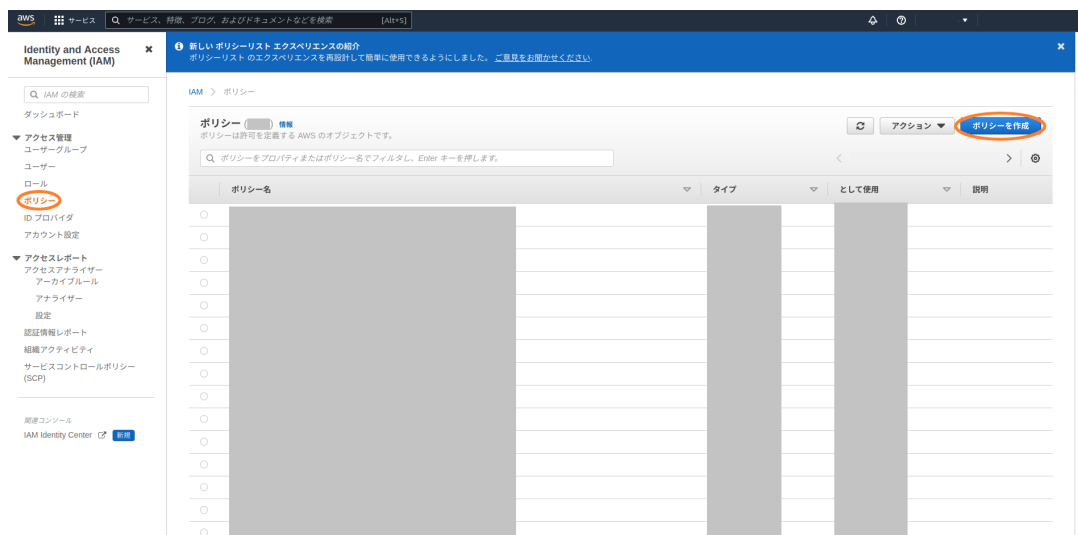 aws
サービス
サービス、特徴、ブログ、およびドキュメントなどを検索 [Alt+S]
Identity and Access Management (IAM)
IAM の検索
ダッシュボード
アクセス管理
ユーザーグループ
ユーザー
ロール
ポリシー
ID プロバイダ
アカウント設定
アクセスレポート
アクセスアナライザー
アーカイブルール
アナライザー
設定
認証情報レポート
組織アクティビティ
サービスコントロールポリシー
(SCP)
関連コンソール
IAM Identity Center 新規
新しい ポリシーリスト エクスペリエンスの紹介
ポリシーリスト のエクスペリエンスを再設計して簡単に使用できるようにしました。 ご意見をお聞かせください.
IAM > ポリシー
ポリシー ( ) 情報
ポリシーは許可を定義する AWS のオブジェクトです。
アクション
ポリシーを作成
ポリシーをプロパティまたはポリシー名でフィルタし、Enter キーを押します。
ポリシー名 タイプ として使用 説明